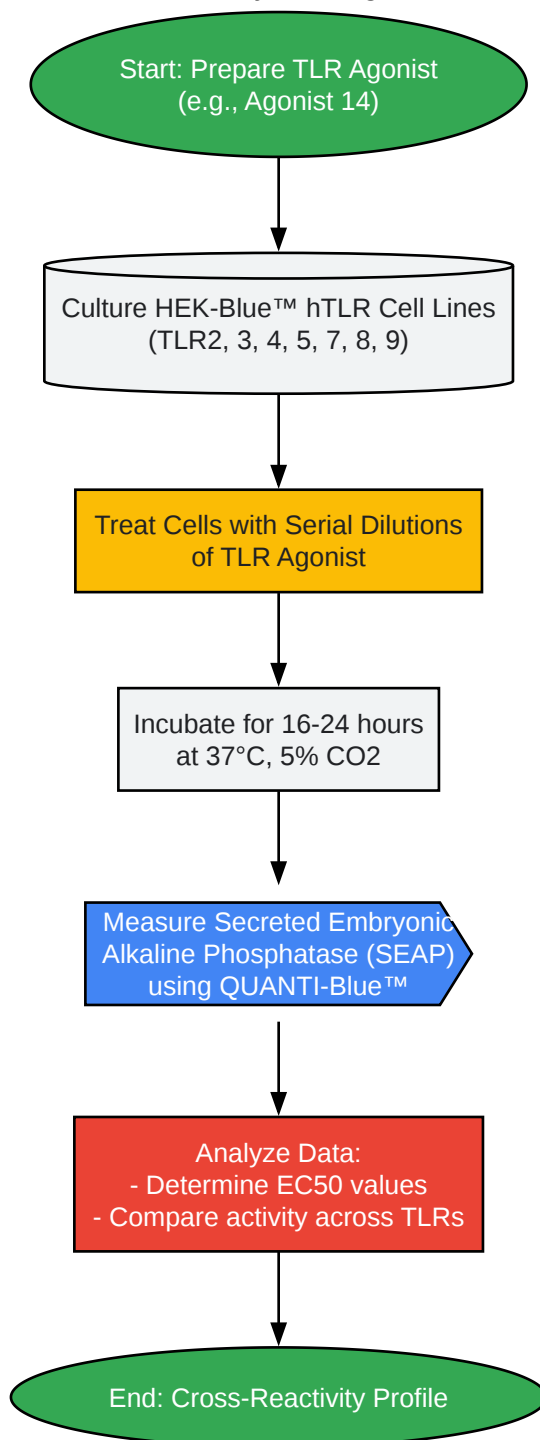 Start: Prepare TLR Agonist
(e.g., Agonist 14)
Culture HEK-Blue™ hTLR Cell Lines
(TLR2, 3, 4, 5, 7, 8, 9)
Treat Cells with Serial Dilutions
of TLR Agonist
Incubate for 16-24 hours
at 37°C, 5% CO2
Measure Secreted Embryonic
Alkaline Phosphatase (SEAP)
using QUANTI-Blue™
Analyze Data:
- Determine EC50 values
- Compare activity across TLRs
End: Cross-Reactivity Profile